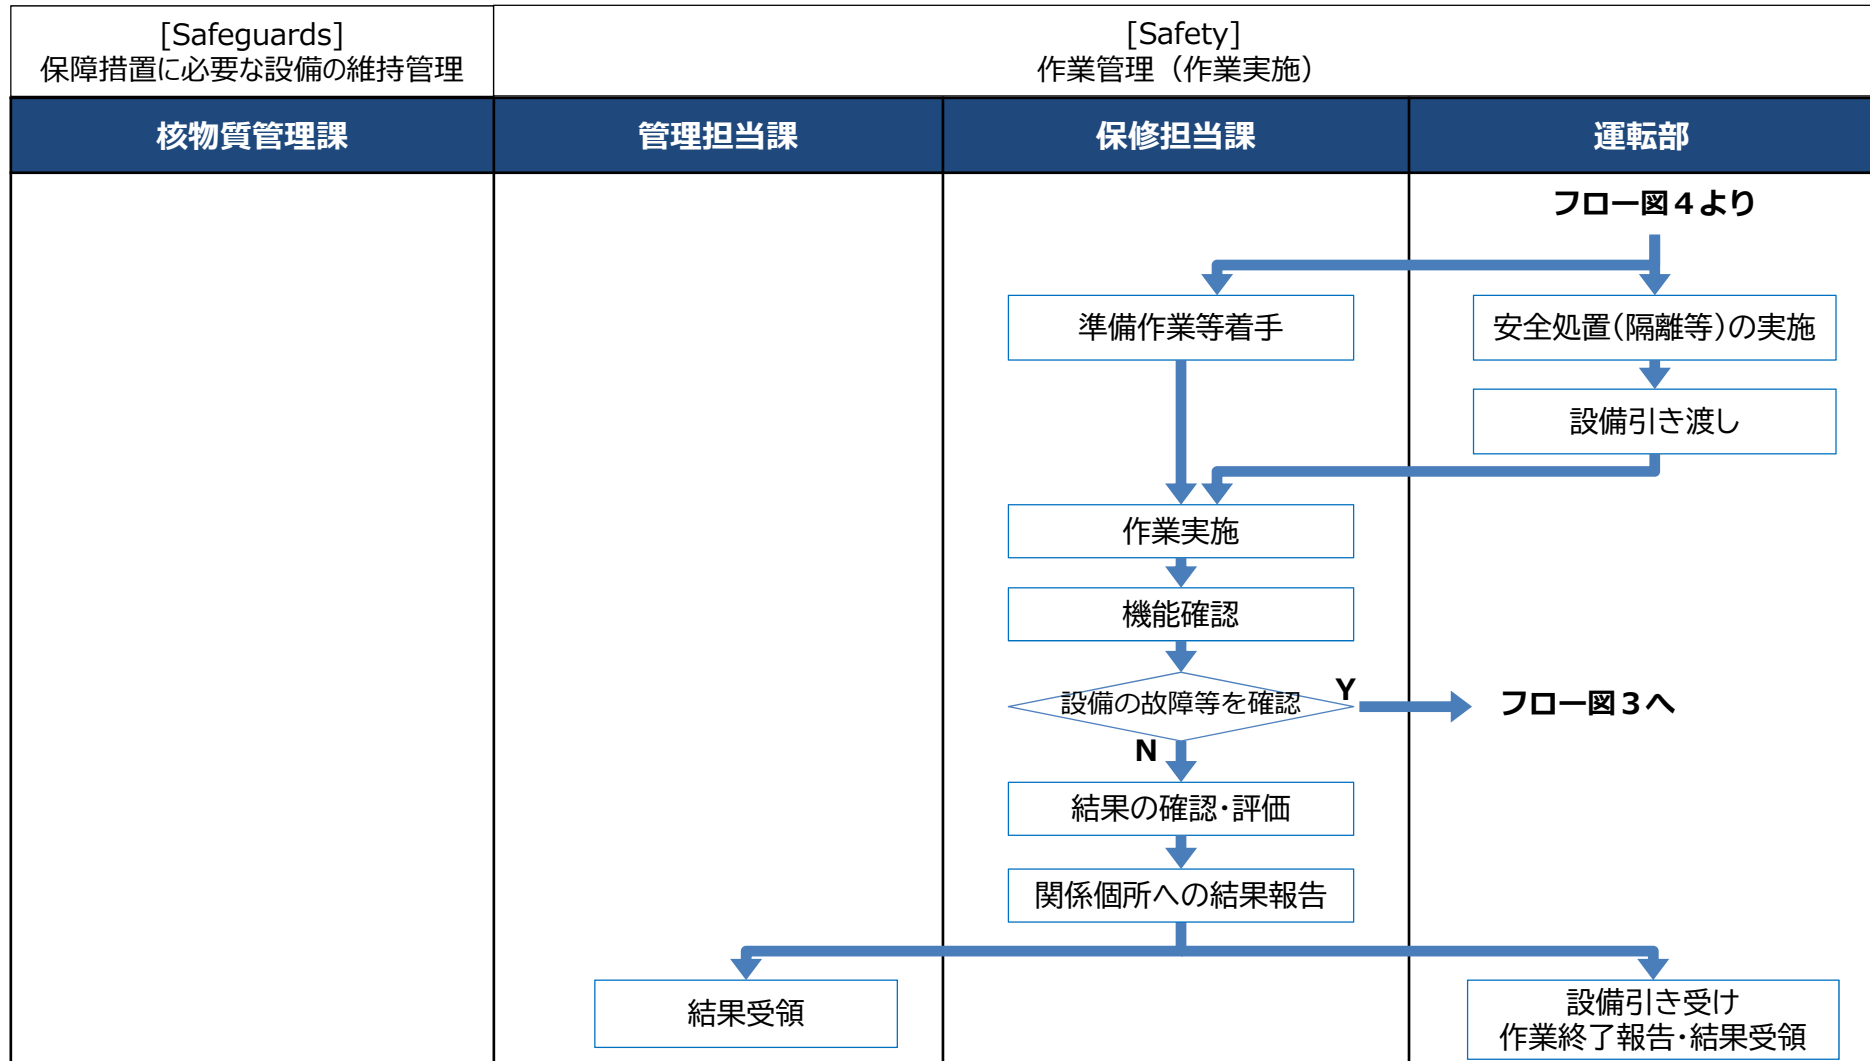 [Safeguards]
保障措置に必要な設備の維持管理
[Safety]
作業管理（作業実施）
核物質管理課
管理担当課
保修担当課
運転部
フロー図４より
準備作業等着手
安全処置(隔離等)の実施
設備引き渡し
作業実施
機能確認
設備の故障等を確認
Y
フロー図３へ
N
結果の確認･評価
関係個所への結果報告
結果受領
設備引き受け
作業終了報告･結果受領